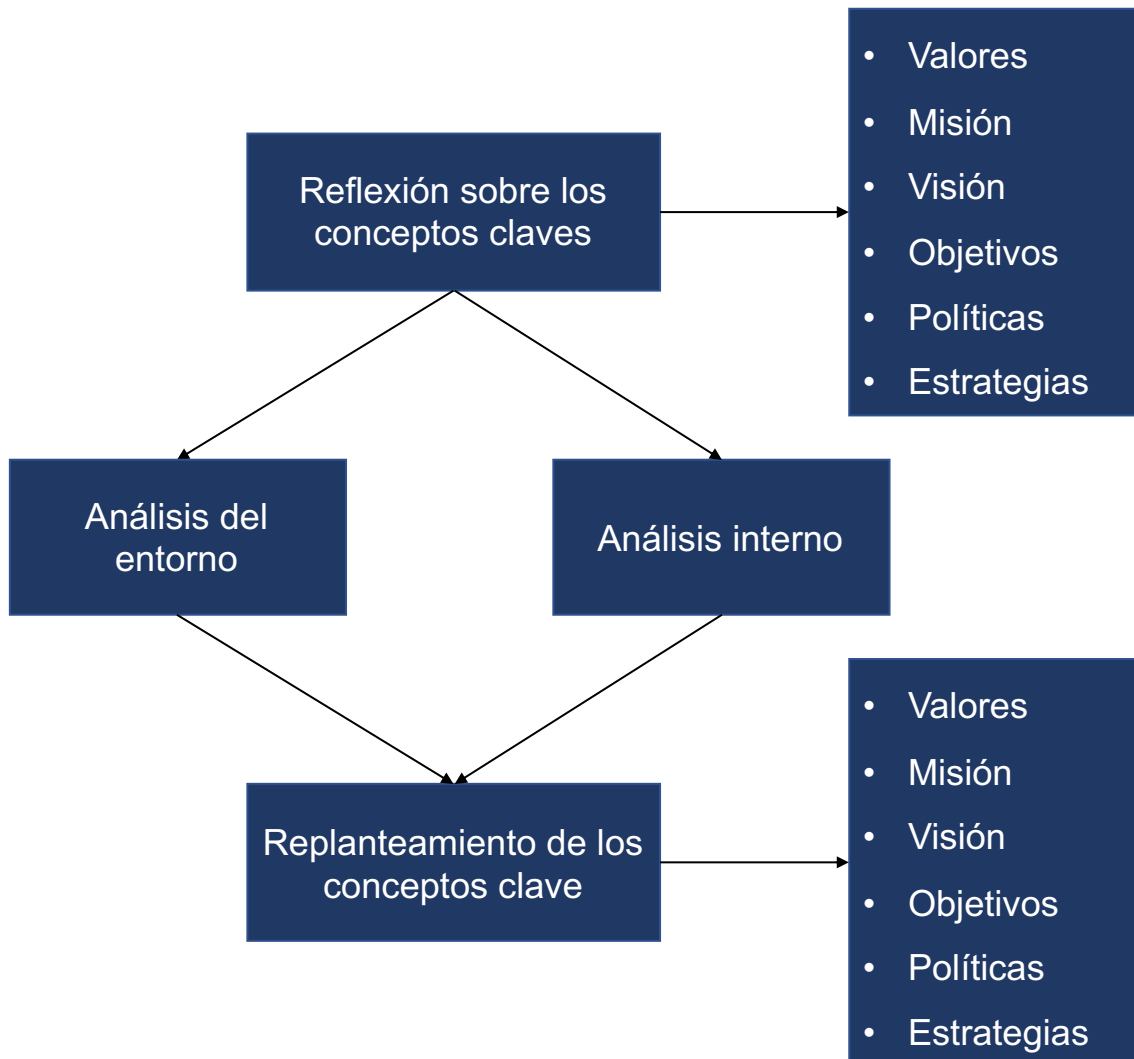 Reflexión sobre los
conceptos claves
• Valores
• Misión
• Visión
• Objetivos
• Políticas
• Estrategias
Análisis del
entorno
Análisis interno
Replanteamiento de los
conceptos clave
• Valores
• Misión
• Visión
• Objetivos
• Políticas
• Estrategias